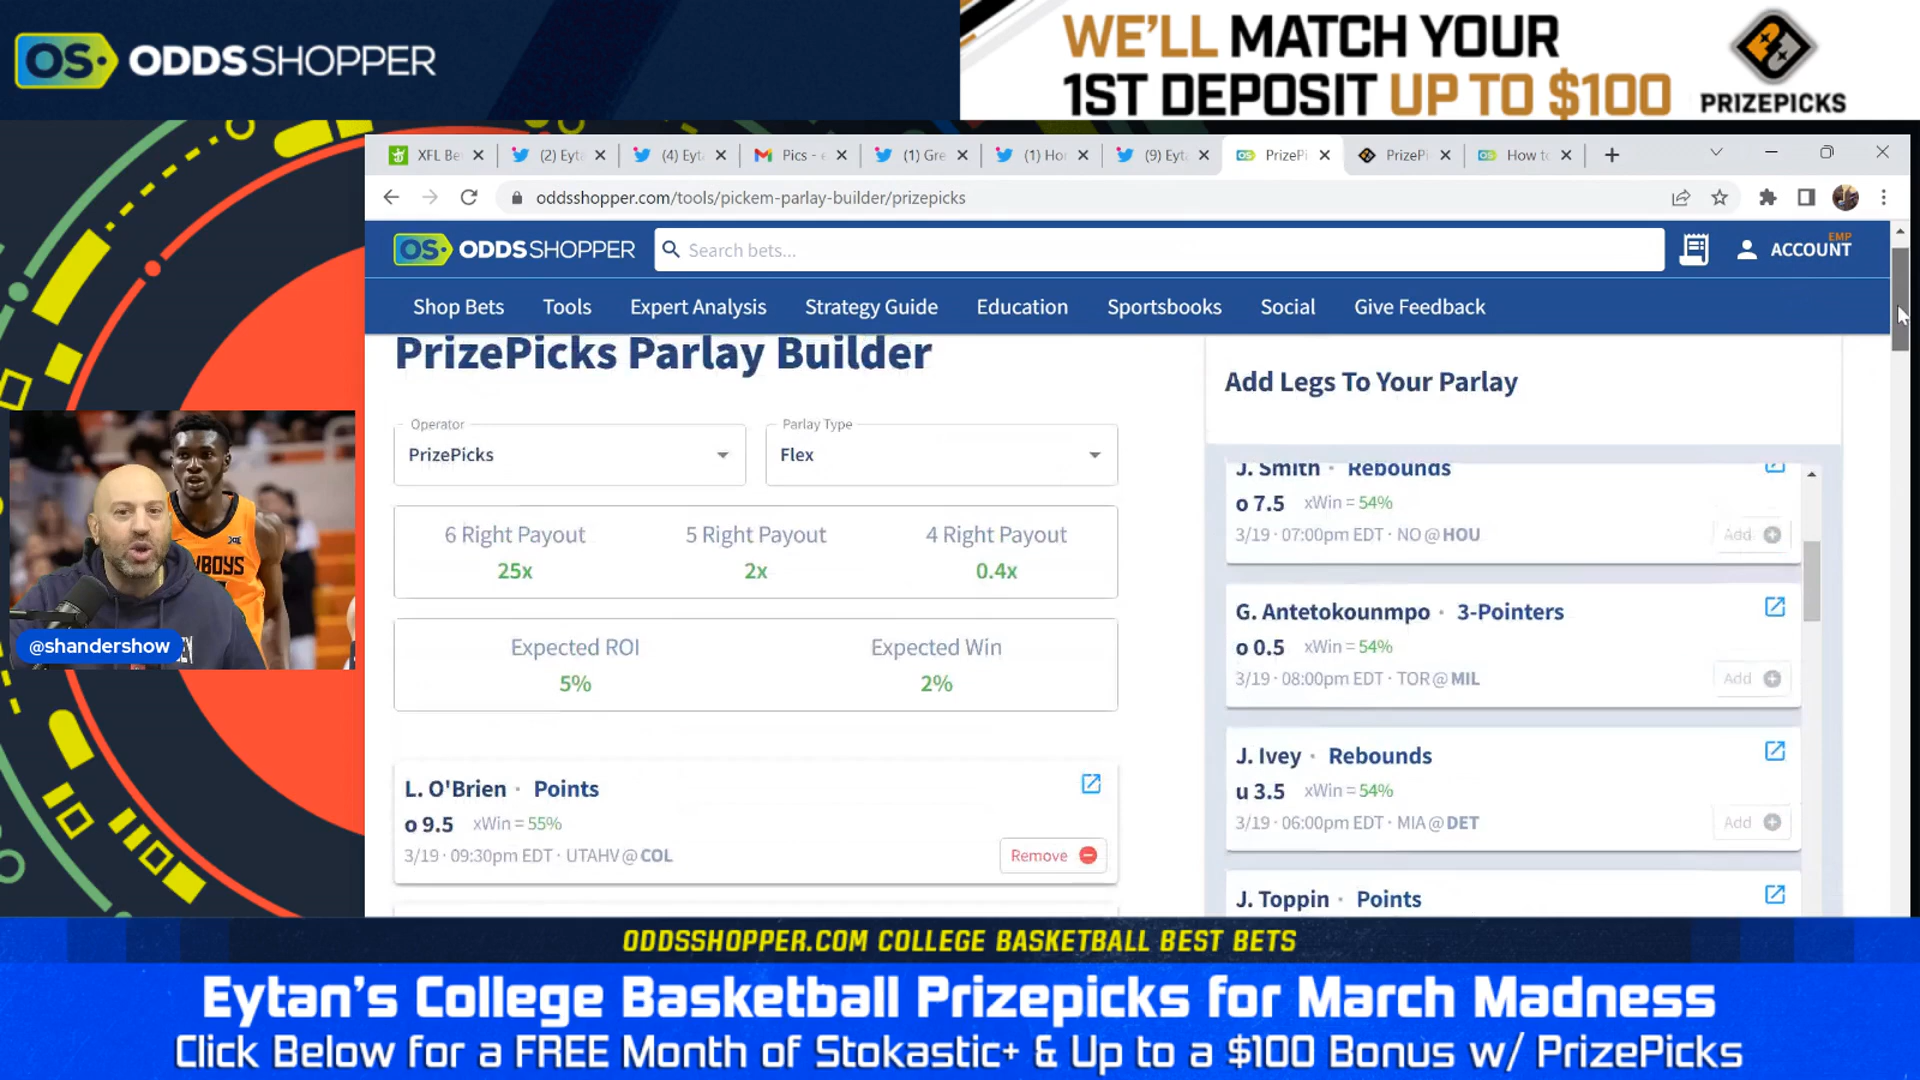 OS ODDSSHOPPER
WE'LL MATCH YOUR
1ST DEPOSIT UP TO $100
PRIZEPICKS
XFL Be
(2) Eyta
(4) Eyt
Pics - e
(1) Gre
(1) Hor
(9) Eyt
PrizePi
PrizeP
How to
oddsshopper.com/tools/pickem-parlay-builder/prizepicks
OS ODDSSHOPPER
Search bets...
EMP
ACCOUNT
Shop Bets
Tools
Expert Analysis
Strategy Guide
Education
Sportsbooks
Social
Give Feedback
PrizePicks Parlay Builder
Operator
PrizePicks
Parlay Type
Flex
6 Right Payout
25x
5 Right Payout
2x
4 Right Payout
0.4x
Expected ROI
5%
Expected Win
2%
L. O'Brien · Points
o 9.5 xWin = 55%
3/19 · 09:30pm EDT · UTAHV@COL
Remove
Add Legs To Your Parlay
J. Smith · Rebounds
o 7.5 xWin = 54%
3/19 · 07:00pm EDT · NO@HOU
Add
G. Antetokounmpo · 3-Pointers
o 0.5 xWin = 54%
3/19 · 08:00pm EDT · TOR@MIL
Add
J. Ivey · Rebounds
u 3.5 xWin = 54%
3/19 · 06:00pm EDT · MIA@DET
Add
J. Toppin · Points
@shandershow
ODDSSHOPPER.COM COLLEGE BASKETBALL BEST BETS
Eytan's College Basketball Prizepicks for March Madness
Click Below for a FREE Month of Stokastic+ & Up to a $100 Bonus w/ PrizePicks